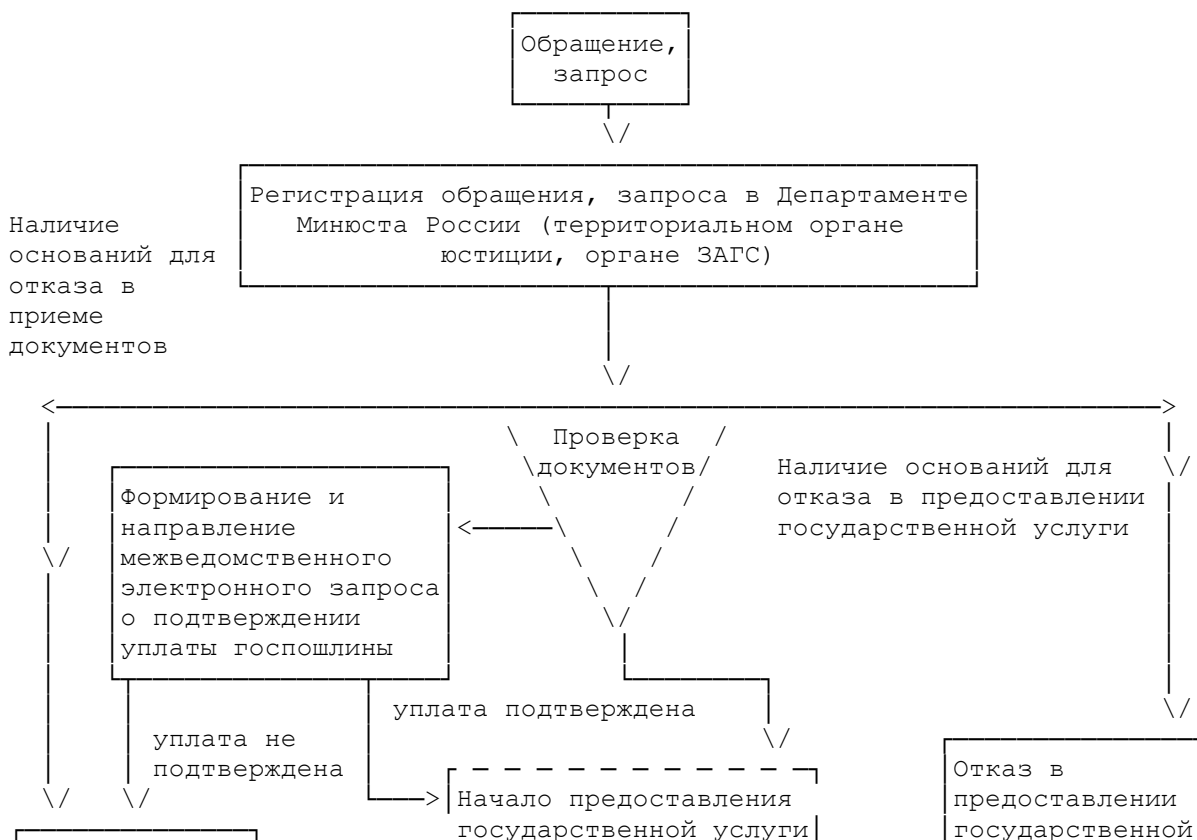 Обращение,
запрос
Регистрация обращения, запроса в Департаменте
Минюста России (территориальном органе
юстиции, органе ЗАГС)
Наличие
оснований для
отказа в
приеме
документов
Проверка
документов
Наличие оснований для
отказа в предоставлении
государственной услуги
Формирование и
направление
межведомственного
электронного запроса
о подтверждении
уплаты госпошлины
уплата подтверждена
уплата не
подтверждена
Начало предоставления
государственной услуги
Отказ в
предоставлении
государственной